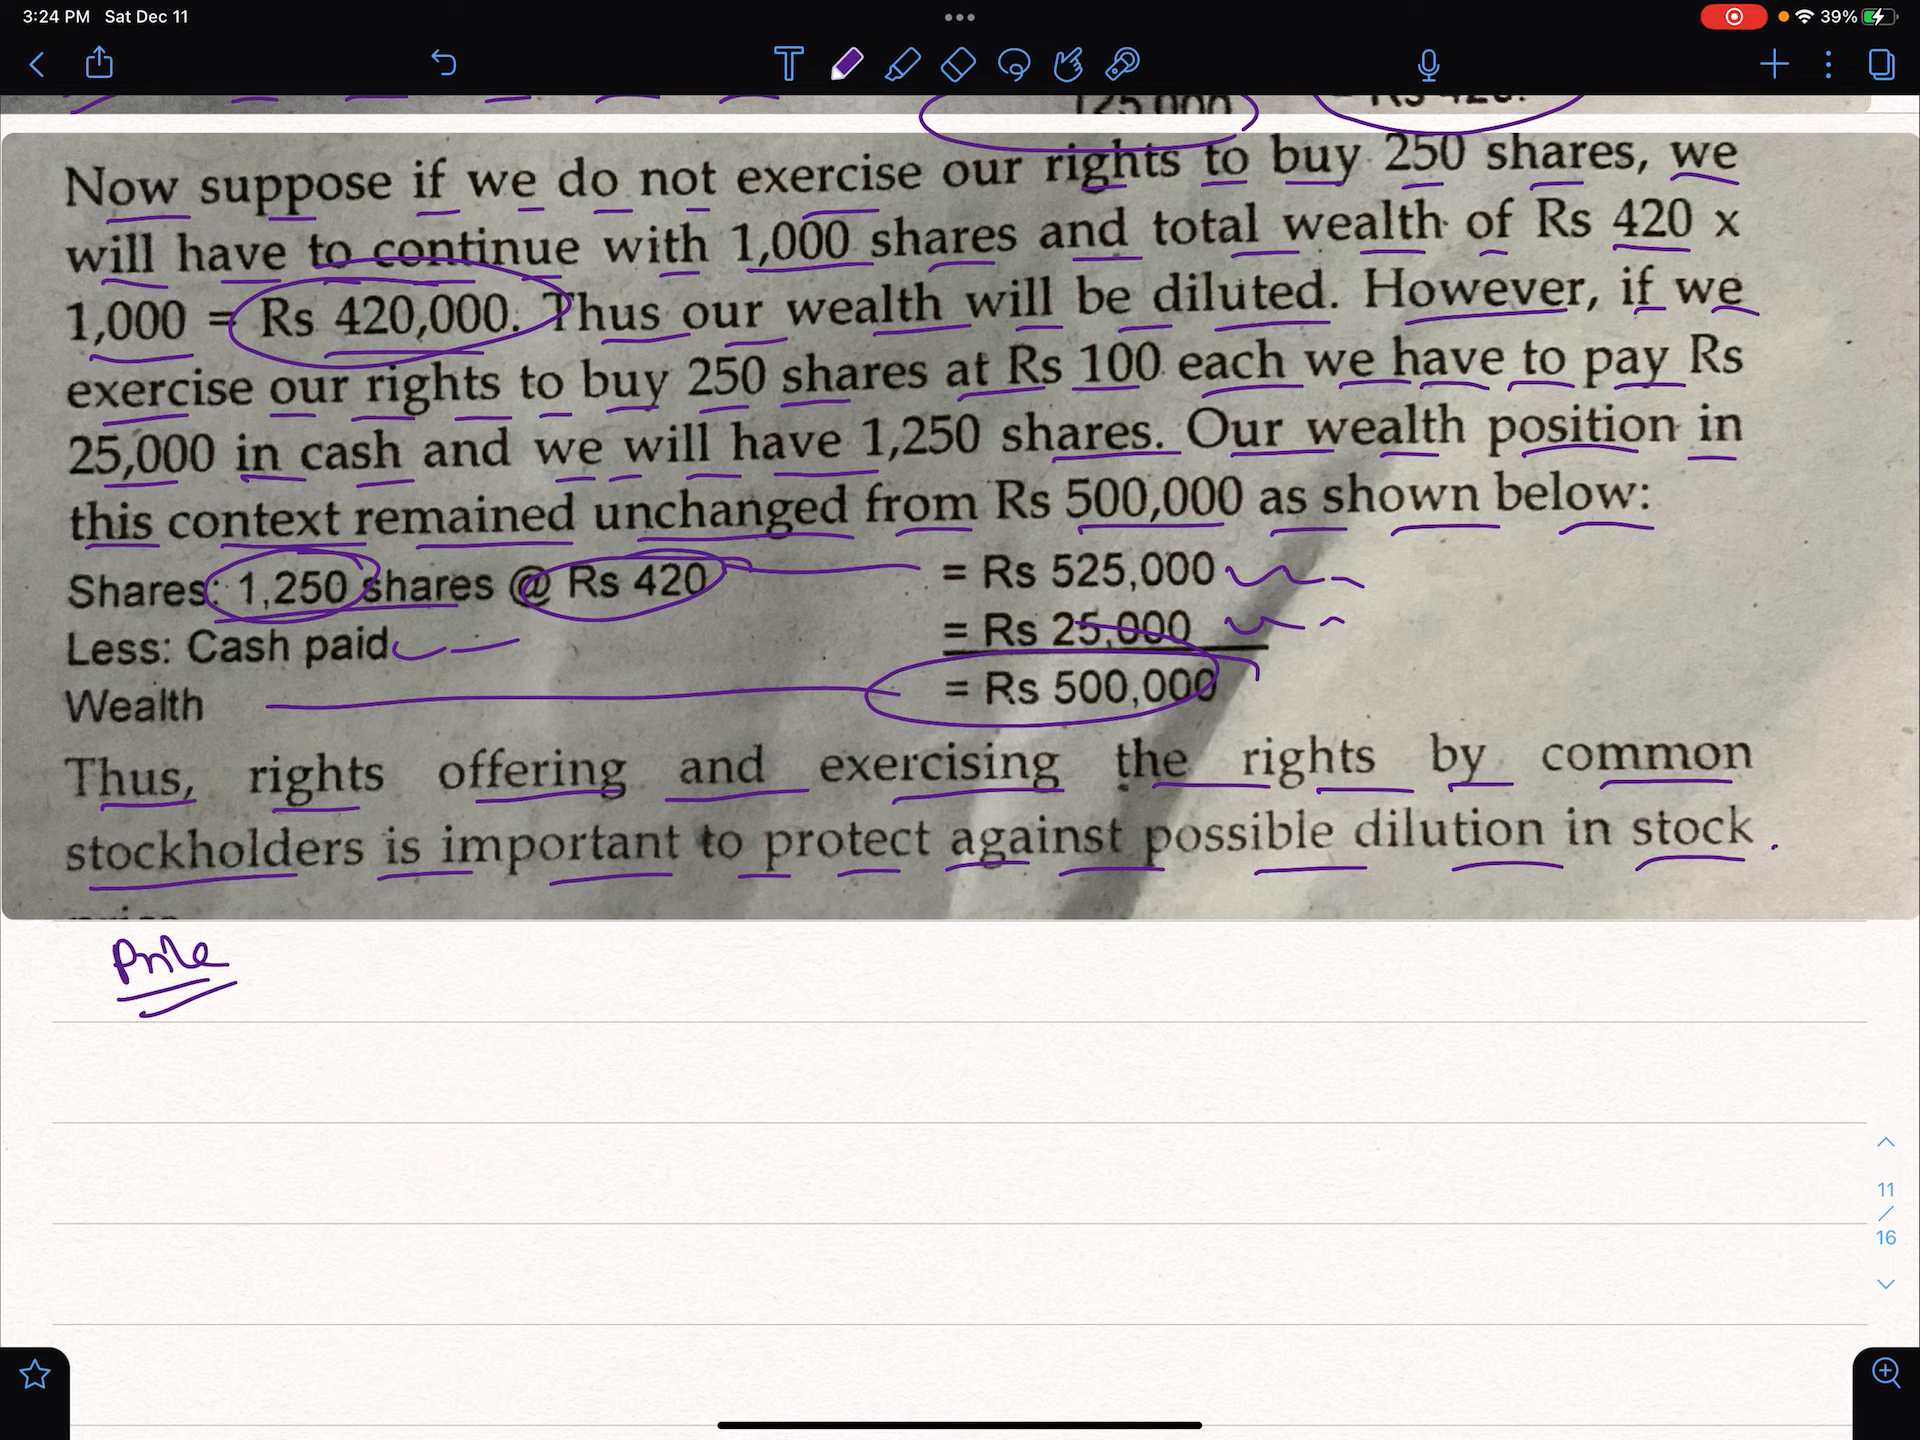 3:24 PM Sat Dec 11
39%
Now suppose if we do not exercise our rights to buy 250 shares, we
will have to continue with 1,000 shares and total wealth of Rs 420 x
1,000 = Rs 420,000. Thus our wealth will be diluted. However, if we
exercise our rights to buy 250 shares at Rs 100 each we have to pay Rs
25,000 in cash and we will have 1,250 shares. Our wealth position in
this context remained unchanged from Rs 500,000 as shown below:
Shares: 1,250 shares @ Rs 420 = Rs 525,000
Less: Cash paid = Rs 25,000
Wealth = Rs 500,000
Thus, rights offering and exercising the rights by common
stockholders is important to protect against possible dilution in stock
Price
11
/
16